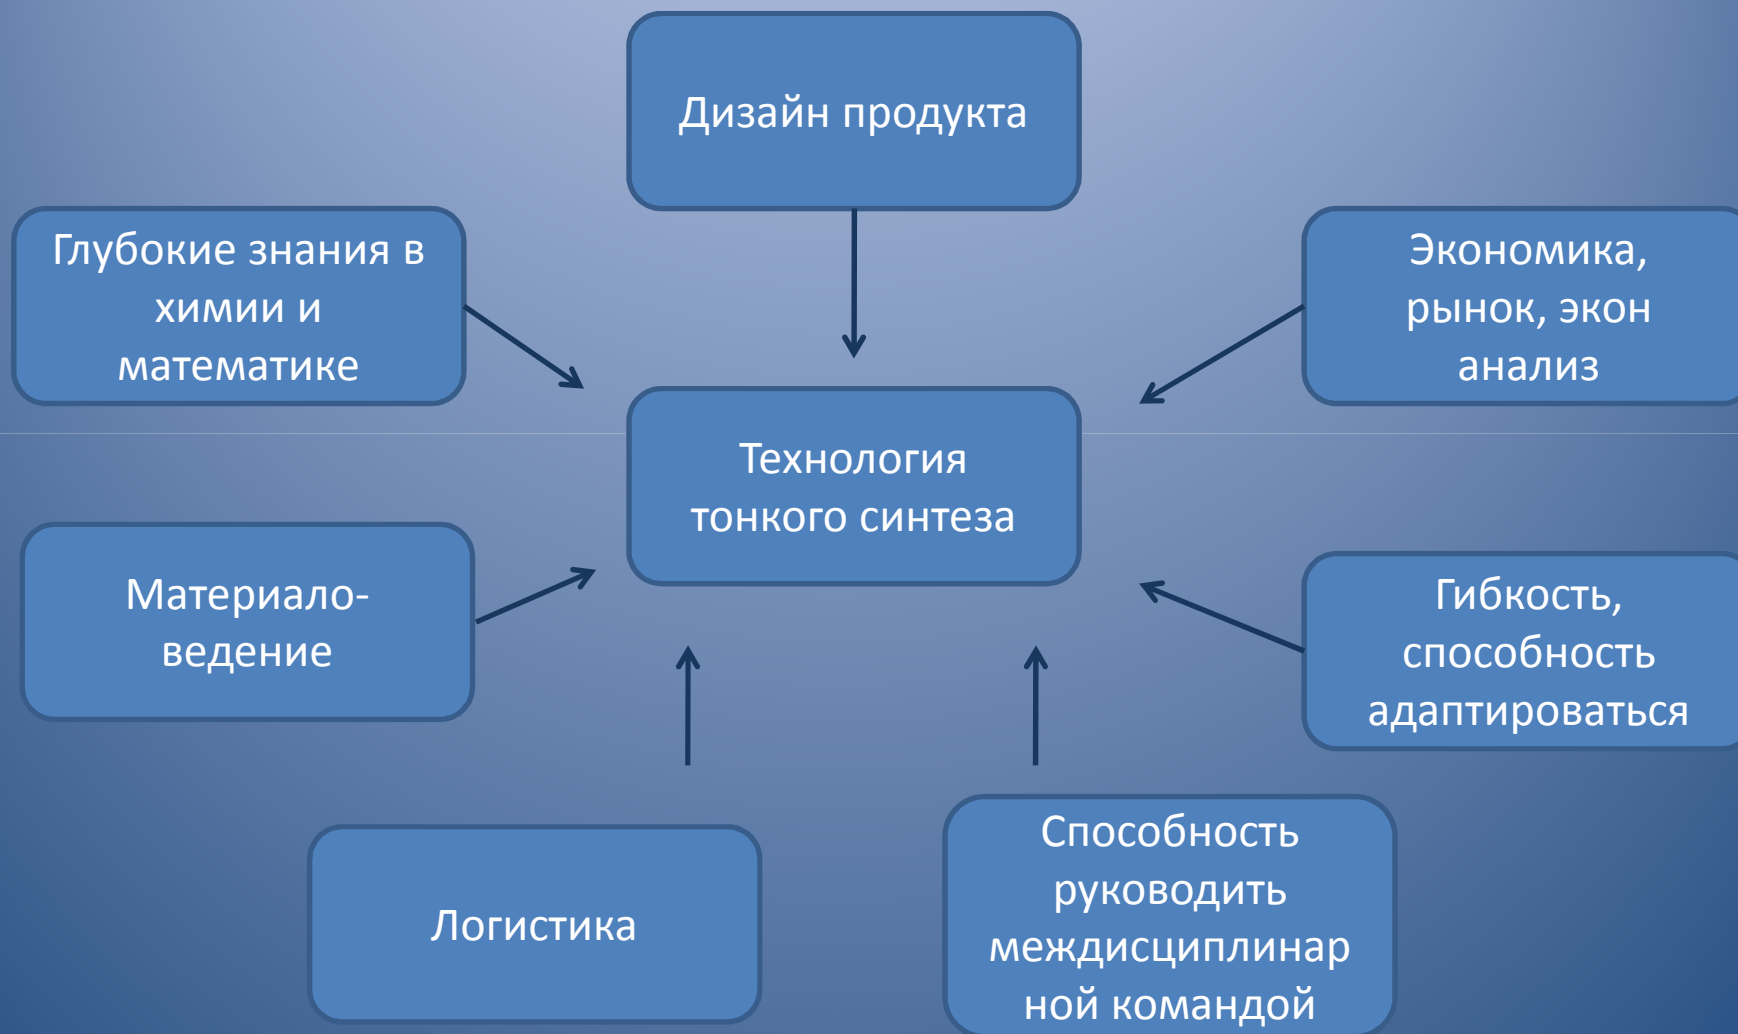 Дизайн продукта
Глубокие знания в
химии и
математике
Экономика,
рынок, экон
анализ
Технология
тонкого синтеза
Материало-
ведение
Гибкость,
способность
адаптироваться
Логистика
Способность
руководить
междисциплинар
ной командой